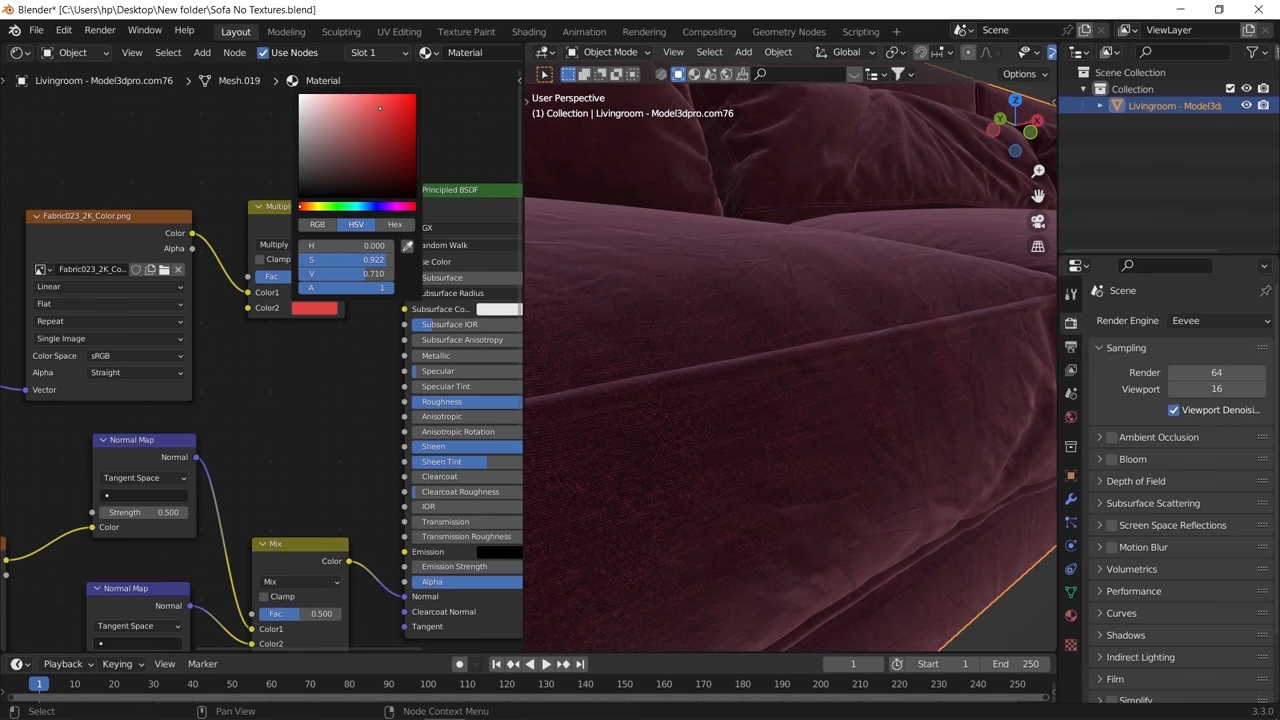 Blender* [C:\Users\hp\Desktop\New folder\Sofa No Textures.blend]
File Edit Render Window Help Layout Modeling Sculpting UV Editing Texture Paint Shading Animation Rendering Compositing Geometry Nodes Scripting Scene ViewLayer
Object View Select Add Node Use Nodes Slot 1 Material
Object Mode View Select Add Object Global
Livingroom - Model3dpro.com76 Mesh.019 Material
Options
User Perspective
(1) Collection | Livingroom - Model3dpro.com76
Scene Collection
Collection
Livingroom - Model3d
X
Y
Z
Fabric023_2K_Color.png
Color
Alpha
Fabric023_2K_Co...
Linear
Flat
Repeat
Single Image
Color Space sRGB
Alpha Straight
Vector
Multiply
Clamp
Fac
Color1
Color2
RGB HSV Hex
H 0.000
S 0.922
V 0.710
A 1
Principled BSDF
GX
andom Walk
se Color
ubsurface
ubsurface Radius
Subsurface Co...
Subsurface IOR
Subsurface Anisotropy
Metallic
Specular
Specular Tint
Roughness
Anisotropic
Anisotropic Rotation
Sheen
Sheen Tint
Clearcoat
Clearcoat Roughness
IOR
Transmission
Transmission Roughness
Emission
Emission Strength
Alpha
Normal
Clearcoat Normal
Tangent
Normal Map
Normal
Tangent Space
Strength 0.500
Color
Normal Map
Normal
Tangent Space
Mix
Color
Mix
Clamp
Fac 0.500
Color1
Color2
Scene
Render Engine Eevee
Sampling
Render 64
Viewport 16
Viewport Denoisi...
Ambient Occlusion
Bloom
Depth of Field
Subsurface Scattering
Screen Space Reflections
Motion Blur
Volumetrics
Performance
Curves
Shadows
Indirect Lighting
Film
Simplify
Playback Keying View Marker 1 Start 1 End 250
1 10 20 30 40 50 60 70 80 90 100 110 120 130 140 150 160 170 180 190 200 210 220 230 240 250
Select Pan View Node Context Menu 3.3.0